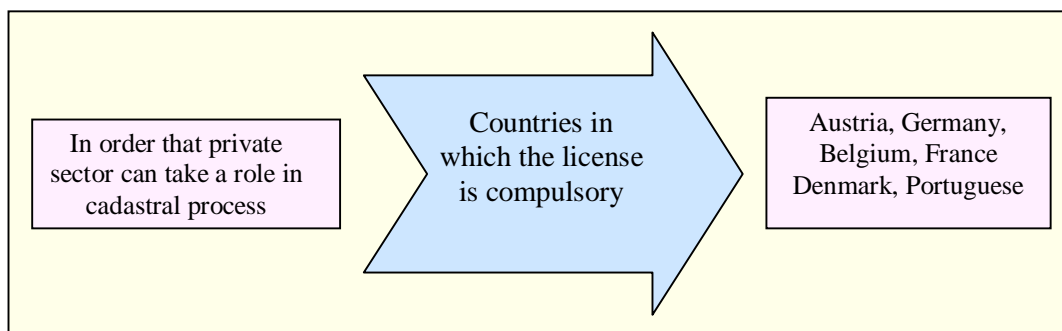 In order that private
sector can take a role in
cadastral process
Countries in
which the license
is compulsory
Austria, Germany,
Belgium, France
Denmark, Portuguese